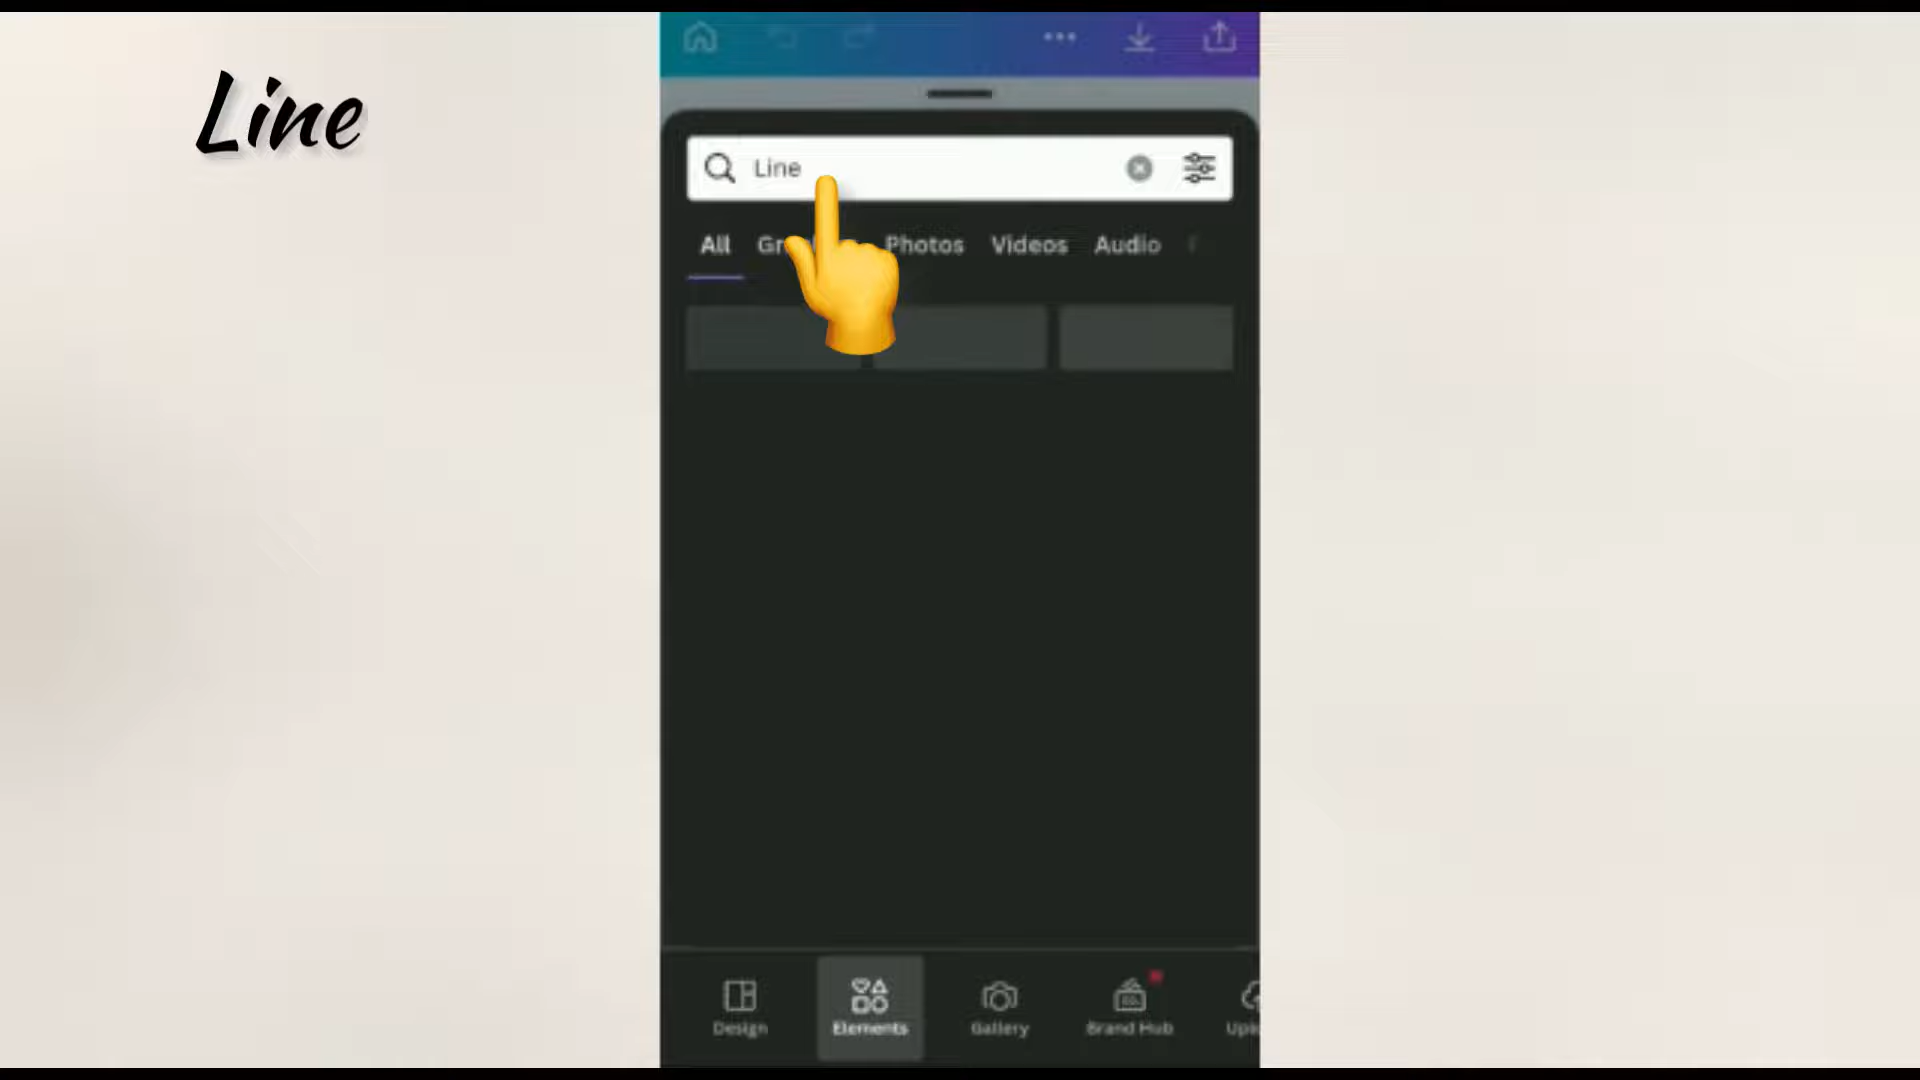 Line
Line
All Photos Videos Audio
Design Elements Gallery Brand Hub